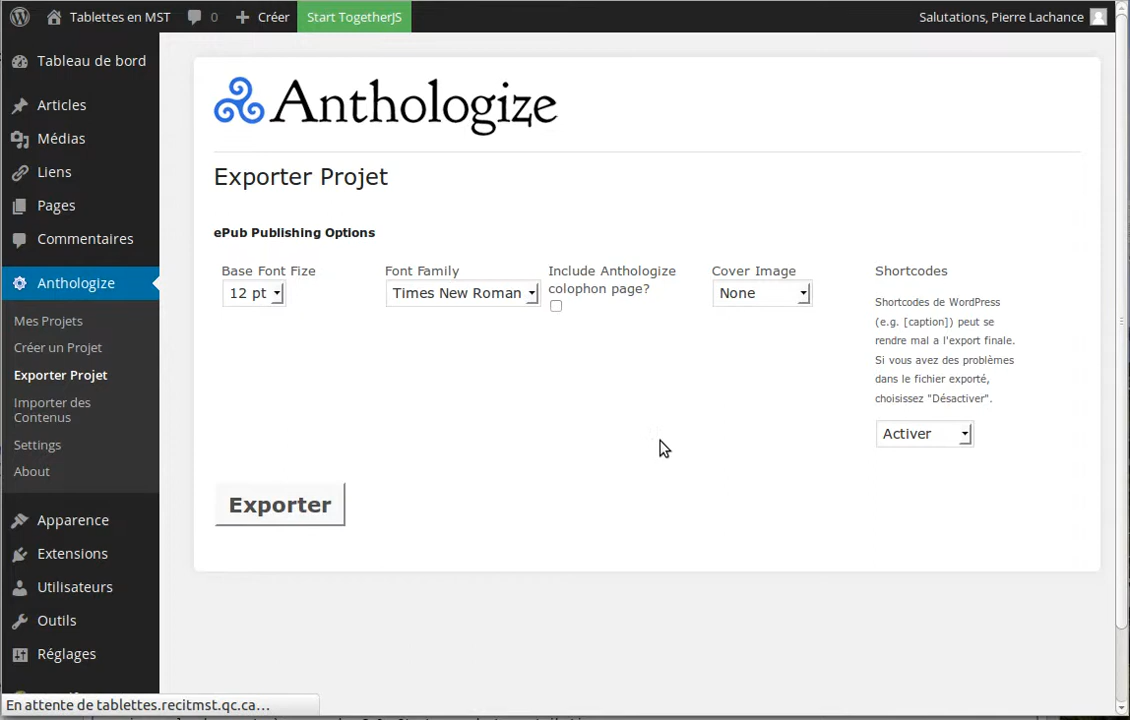 Tablettes en MST
0
Créer
Start TogetherJS
Salutations, Pierre Lachance
Tableau de bord
Articles
Médias
Liens
Pages
Commentaires
Anthologize
Mes Projets
Créer un Projet
Exporter Projet
Importer des
Contenus
Settings
About
Apparence
Extensions
Utilisateurs
Outils
Réglages
Anthologize
Exporter Projet
ePub Publishing Options
Base Font Fize
12 pt
Font Family
Times New Roman
Include Anthologize
colophon page?
Cover Image
None
Shortcodes
Shortcodes de WordPress
(e.g. [caption]) peut se
rendre mal a l'export finale.
Si vous avez des problèmes
dans le fichier exporté,
choisissez "Désactiver".
Activer
Exporter
En attente de tablettes.recitmst.qc.ca...